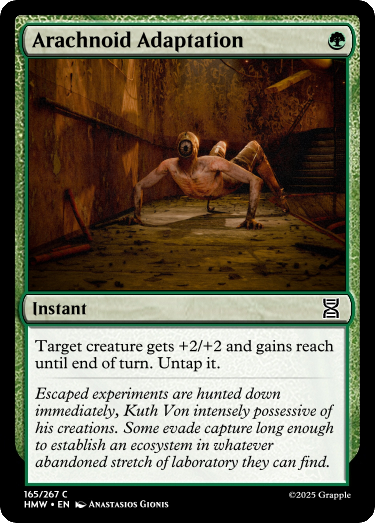 Arachnoid Adaptation
Instant
Target creature gets +2/+2 and gains reach
until end of turn. Untap it.
Escaped experiments are hunted down
immediately, Kuth Von intensely possessive of
his creations. Some evade capture long enough
to establish an ecosystem in whatever
abandoned stretch of laboratory they can find.
165/267 C
HMW • EN Anastasios Gionis
©2025 Grapple